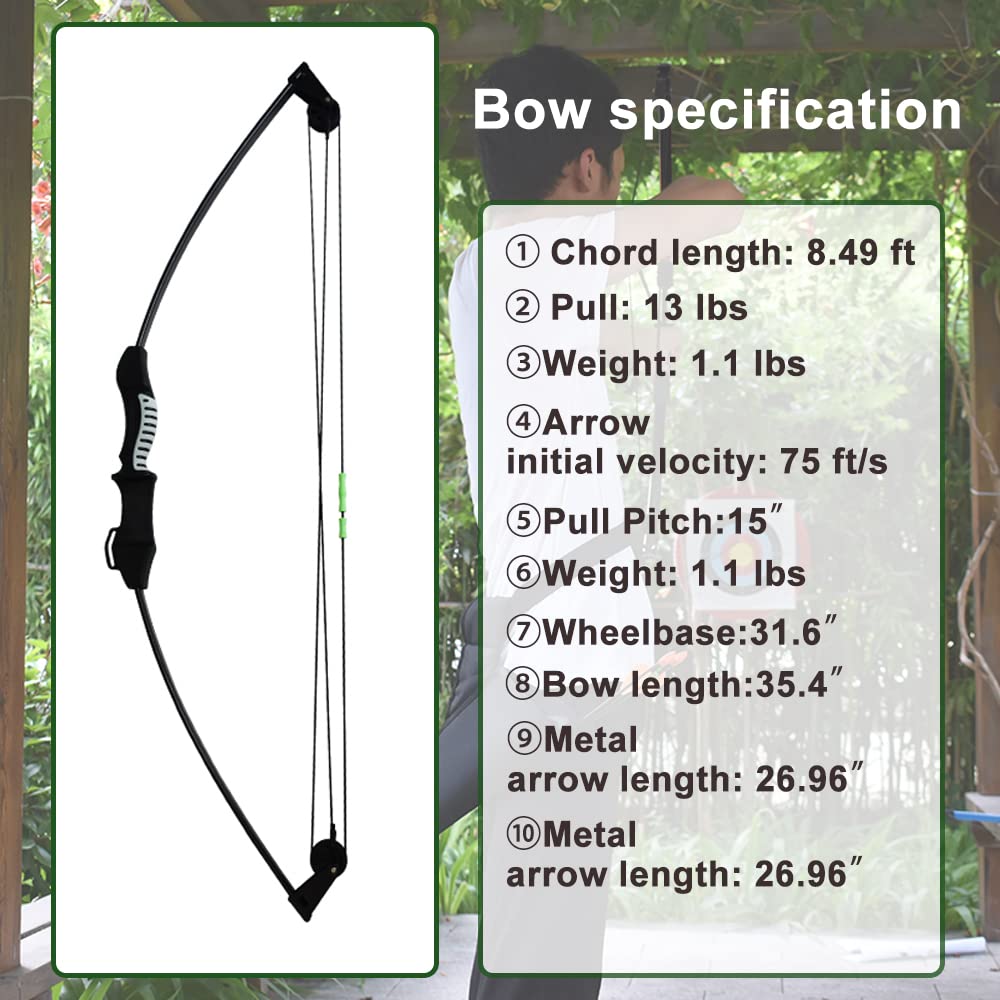 Bow specification
① Chord length: 8.49 ft
② Pull: 13 lbs
③Weight: 1.1 lbs
④Arrow
initial velocity: 75 ft/s
⑤Pull Pitch:15″
⑥Weight: 1.1 lbs
⑦Wheelbase:31.6″
⑧Bow length:35.4″
⑨Metal
arrow length: 26.96″
⑩Metal
arrow length: 26.96″